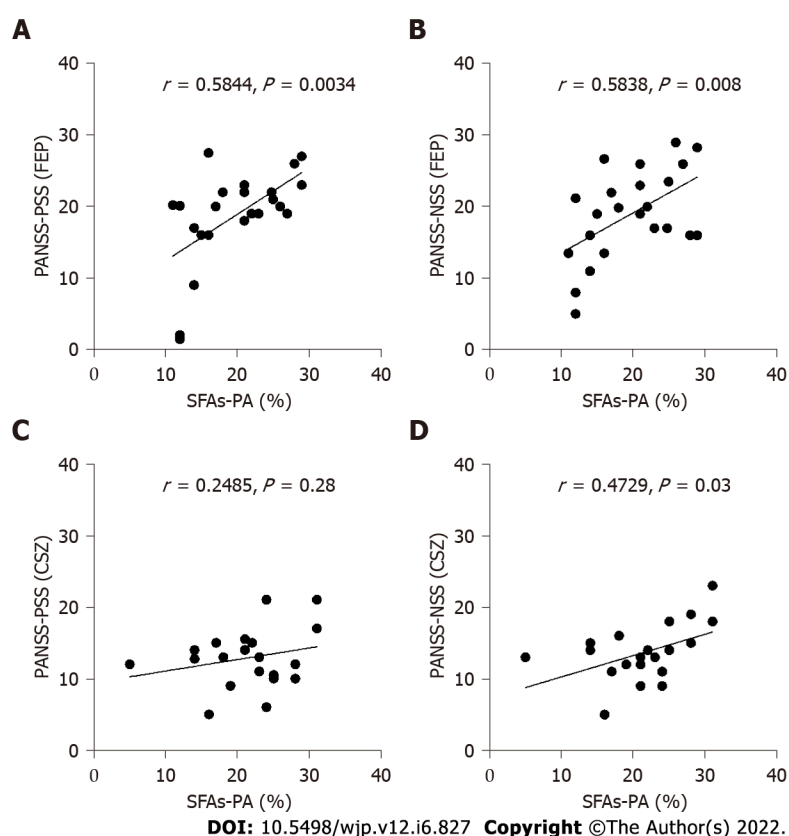 A
B
r = 0.5844, P = 0.0034
r = 0.5838, P = 0.008
PANSS-PSS (FEP)
40
30
20
10
0
0 10 20 30 40
SFAs-PA (%)
PANSS-NSS (FEP)
40
30
20
10
0
0 10 20 30 40
SFAs-PA (%)
C
D
r = 0.2485, P = 0.28
r = 0.4729, P = 0.03
PANSS-PSS (CSZ)
40
30
20
10
0
0 10 20 30 40
SFAs-PA (%)
PANSS-NSS (CSZ)
40
30
20
10
0
0 10 20 30 40
SFAs-PA (%)
DOI: 10.5498/wjp.v12.i6.827 Copyright ©The Author(s) 2022.